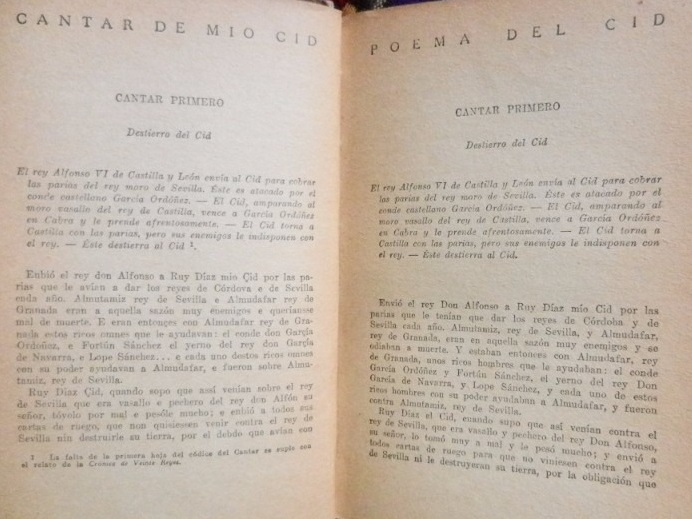 CANTAR DE MIO CID
CANTAR PRIMERO
Destierro del Cid
El rey Alfonso VI de Castilla y León envía al Cid para cobrar
las parias del rey moro de Sevilla. Éste es atacado por el
conde castellano García Ordóñez. — El Cid, amparando al
moro vasallo del rey de Castilla, vence a García Ordóñez
en Cabra y le prende afrentosamente. — El Cid torna a
Castilla con las parias, pero sus enemigos le indisponen con
el rey. — Éste destierra al Cid 1.
Enbió el rey don Alfonso a Ruy Díaz mio Çid por las pa-
rias que le avíen a dar los reyes de Córdova e de Sevilla
cada año. Almutamiz rey de Sevilla e Almudafar rey de
Granada eran a aquella sazón muy enemigos e queríanse
mal de muerte. E eran entonces con Almudafar rey de Gra-
nada estos ricos omnes que le ayudavan: el conde don García
Ordoñez, e Fortún Sánchez el yerno del rey don García
de Navarra, e Lope Sánchez... e cada uno destos ricos omnes
con su poder ayudavan a Almudafar, e fueron sobre Almu-
tamiz, rey de Sevilla.
Ruy Díaz Çid, quando sopo que assí venían sobre el rey
de Sevilla que era vasallo e pechero del rey don Alfón su
señor, tóvolo por mal e pesóle mucho; e enbió a todos sus
cartas de ruego, que non quisiesen venir contra el rey de
Sevilla nin destruirle su tierra, por el debdo que avían con
1 La falta de la primera hoja del códice del Cantar se suple con
el relato de la Crónica de Veinte Reyes.
POEMA DEL CID
CANTAR PRIMERO
Destierro del Cid
El rey Alfonso VI de Castilla y León envía al Cid para cobrar
las parias del rey moro de Sevilla. Éste es atacado por el
conde castellano García Ordóñez. — El Cid, amparando al
moro vasallo del rey de Castilla, vence a García Ordóñez
en Cabra y le prende afrentosamente. — El Cid torna a
Castilla con las parias, pero sus enemigos le indisponen con
el rey. — Éste destierra al Cid.
Envió el rey Don Alfonso a Ruy Díaz mio Cid por las
parias que le tenían que dar los reyes de Córdoba y de
Sevilla cada año. Almutamiz, rey de Sevilla, y Almudafar,
rey de Granada, eran en aquella sazón muy enemigos y se
odiaban a muerte. Y estaban entonces con Almudafar, rey
de Granada, unos ricos hombres que le ayudaban: el conde
García Ordóñez y Fortún Sánchez, el yerno del rey Don
García de Navarra, y Lope Sánchez, y cada uno de estos
ricos hombres con su poder ayudaban a Almudafar, y fueron
contra Almutamiz, rey de Sevilla.
Ruy Díaz el Cid, cuando supo que así venían contra el
rey de Sevilla, que era vasallo y pechero del rey Don Alfonso,
su señor, lo tomó muy a mal y le pesó mucho; y envió a
todos cartas de ruego para que no viniesen contra el rey
de Sevilla ni le destruyeran su tierra, por la obligación que